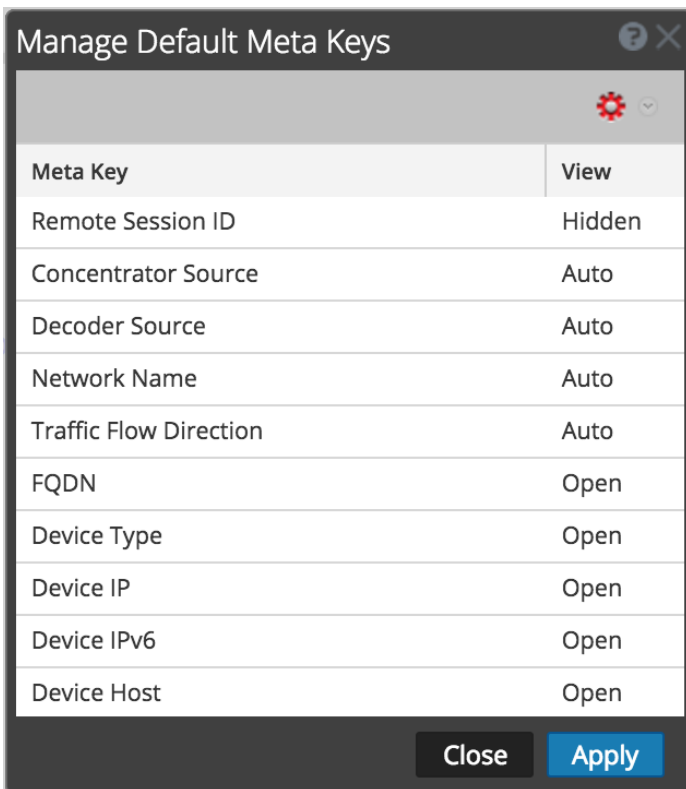 Manage Default Meta Keys
Meta Key View
Remote Session ID Hidden
Concentrator Source Auto
Decoder Source Auto
Network Name Auto
Traffic Flow Direction Auto
FQDN Open
Device Type Open
Device IP Open
Device IPv6 Open
Device Host Open
Close Apply